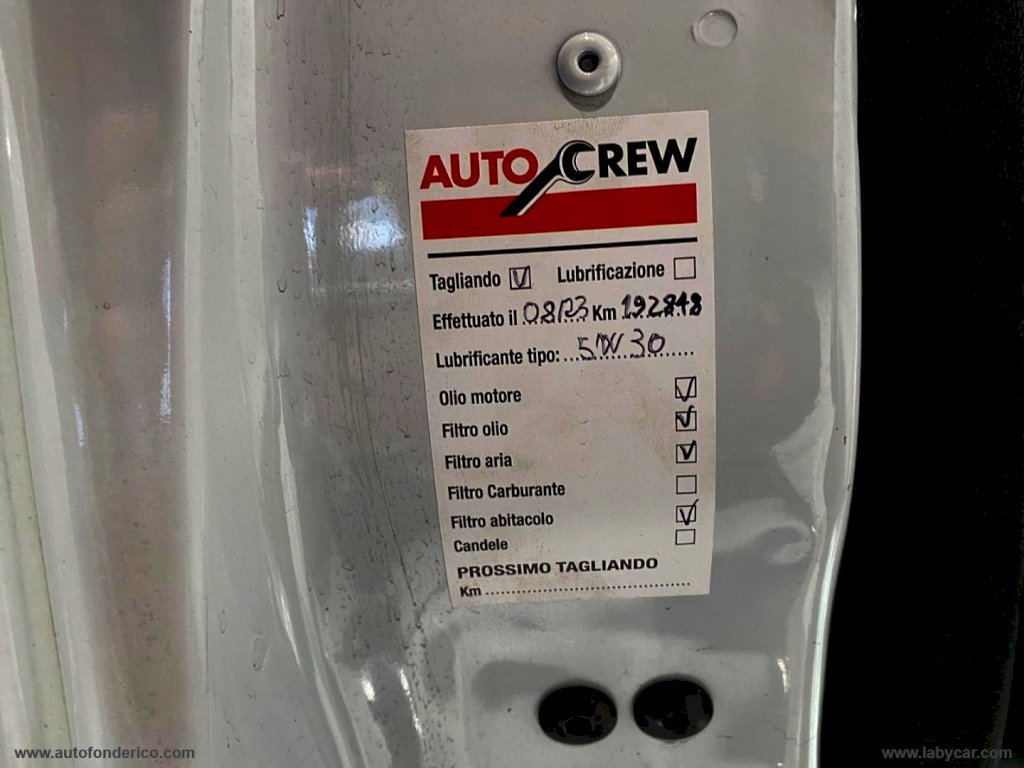 AUTO CREW
Tagliando Lubrificazione
Effettuato il 08/23 Km 192848
Lubrificante tipo: 5W30
Olio motore
Filtro olio
Filtro aria
Filtro Carburante
Filtro abitacolo
Candele
PROSSIMO TAGLIANDO
Km
www.autofonderico.com
www.labycar.com